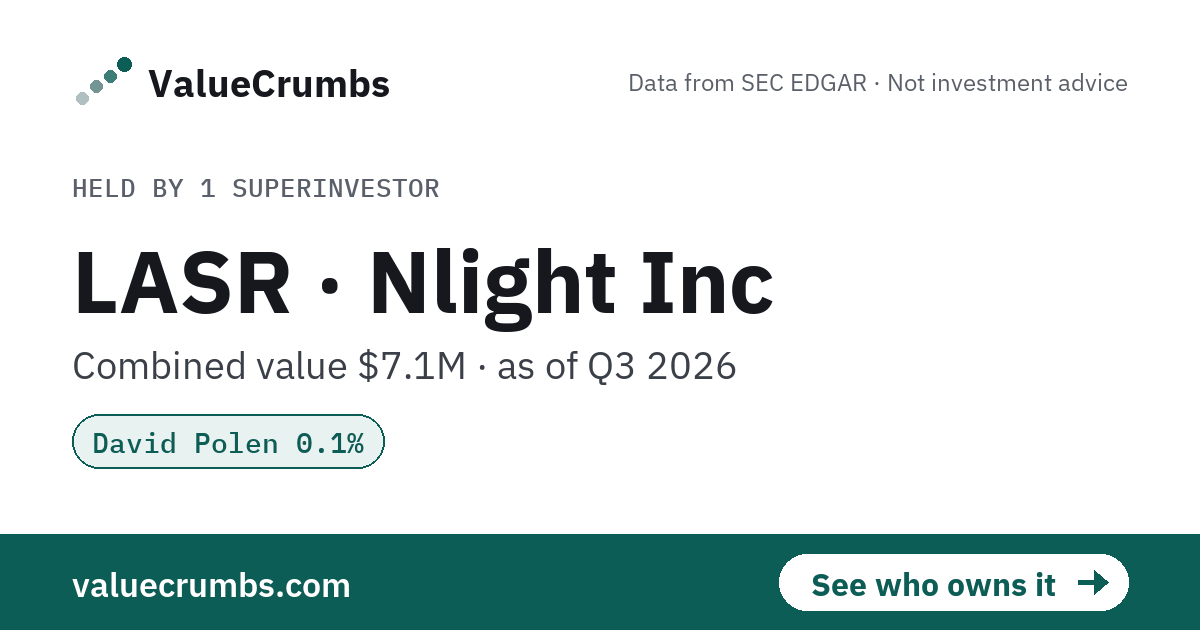 ValueCrumbs
Data from SEC EDGAR · Not investment advice
HELD BY 1 SUPERINVESTOR
LASR · Nlight Inc
Combined value $7.1M · as of Q3 2026
David Polen 0.1%
valuecrumbs.com
See who owns it →